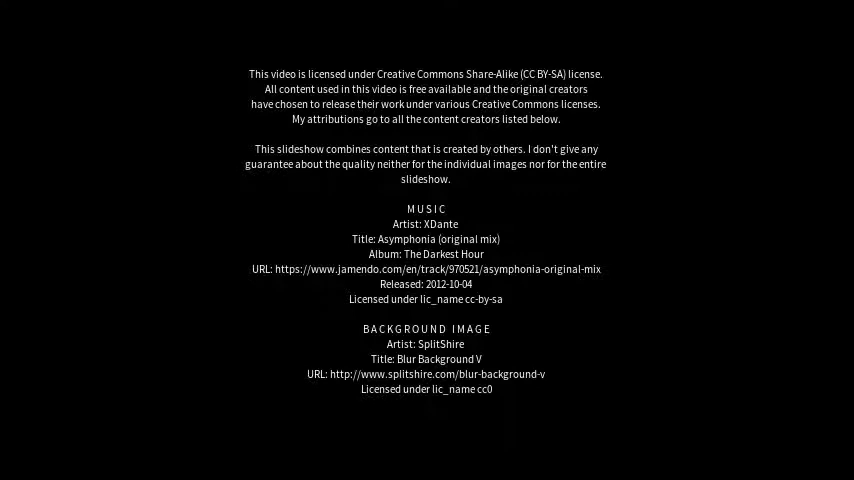 This video is licensed under Creative Commons Share-Alike (CC BY-SA) license.
All content used in this video is free available and the original creators
have chosen to release their work under various Creative Commons licenses.
My attributions go to all the content creators listed below.
This slideshow combines content that is created by others. I don't give any
guarantee about the quality neither for the individual images nor for the entire
slideshow.
MUSIC
Artist: XDante
Title: Asymphonia (original mix)
Album: The Darkest Hour
URL: https://www.jamendo.com/en/track/970521/asymphonia-original-mix
Released: 2012-10-04
Licensed under lic_name cc-by-sa
BACKGROUND IMAGE
Artist: SplitShire
Title: Blur Background V
URL: http://www.splitshire.com/blur-background-v
Licensed under lic_name cc0